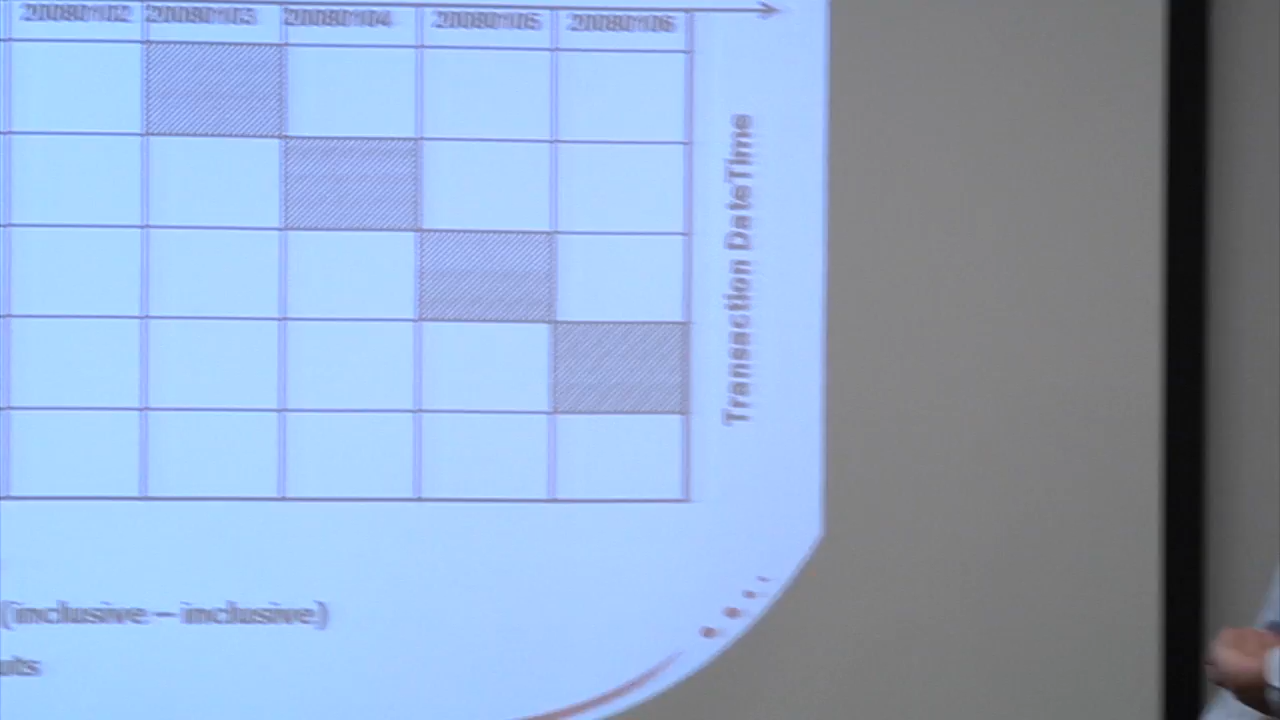 20080102 20080103 20080104 20080105 20080106
Transaction DateTime
(inclusive – inclusive)